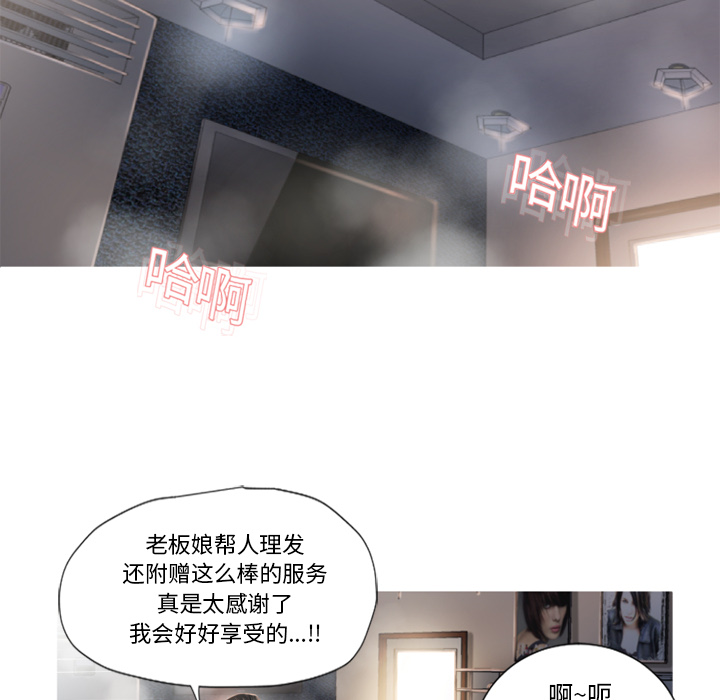 哈啊
哈啊
老板娘帮人理发
还附赠这么棒的服务
真是太感谢了
我会好好享受的...!!
啊~呃